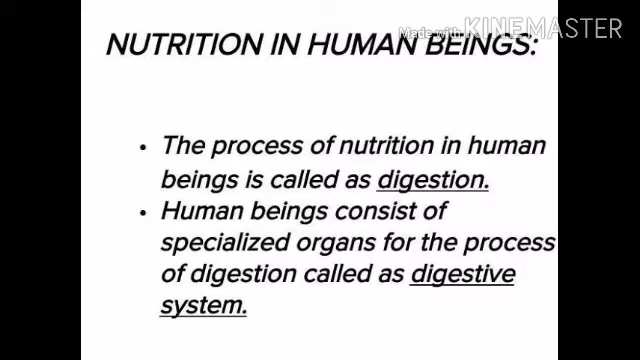 Made with KINEMASTER
NUTRITION IN HUMAN BEINGS:
• The process of nutrition in human
beings is called as digestion.
• Human beings consist of
specialized organs for the process
of digestion called as digestive
system.